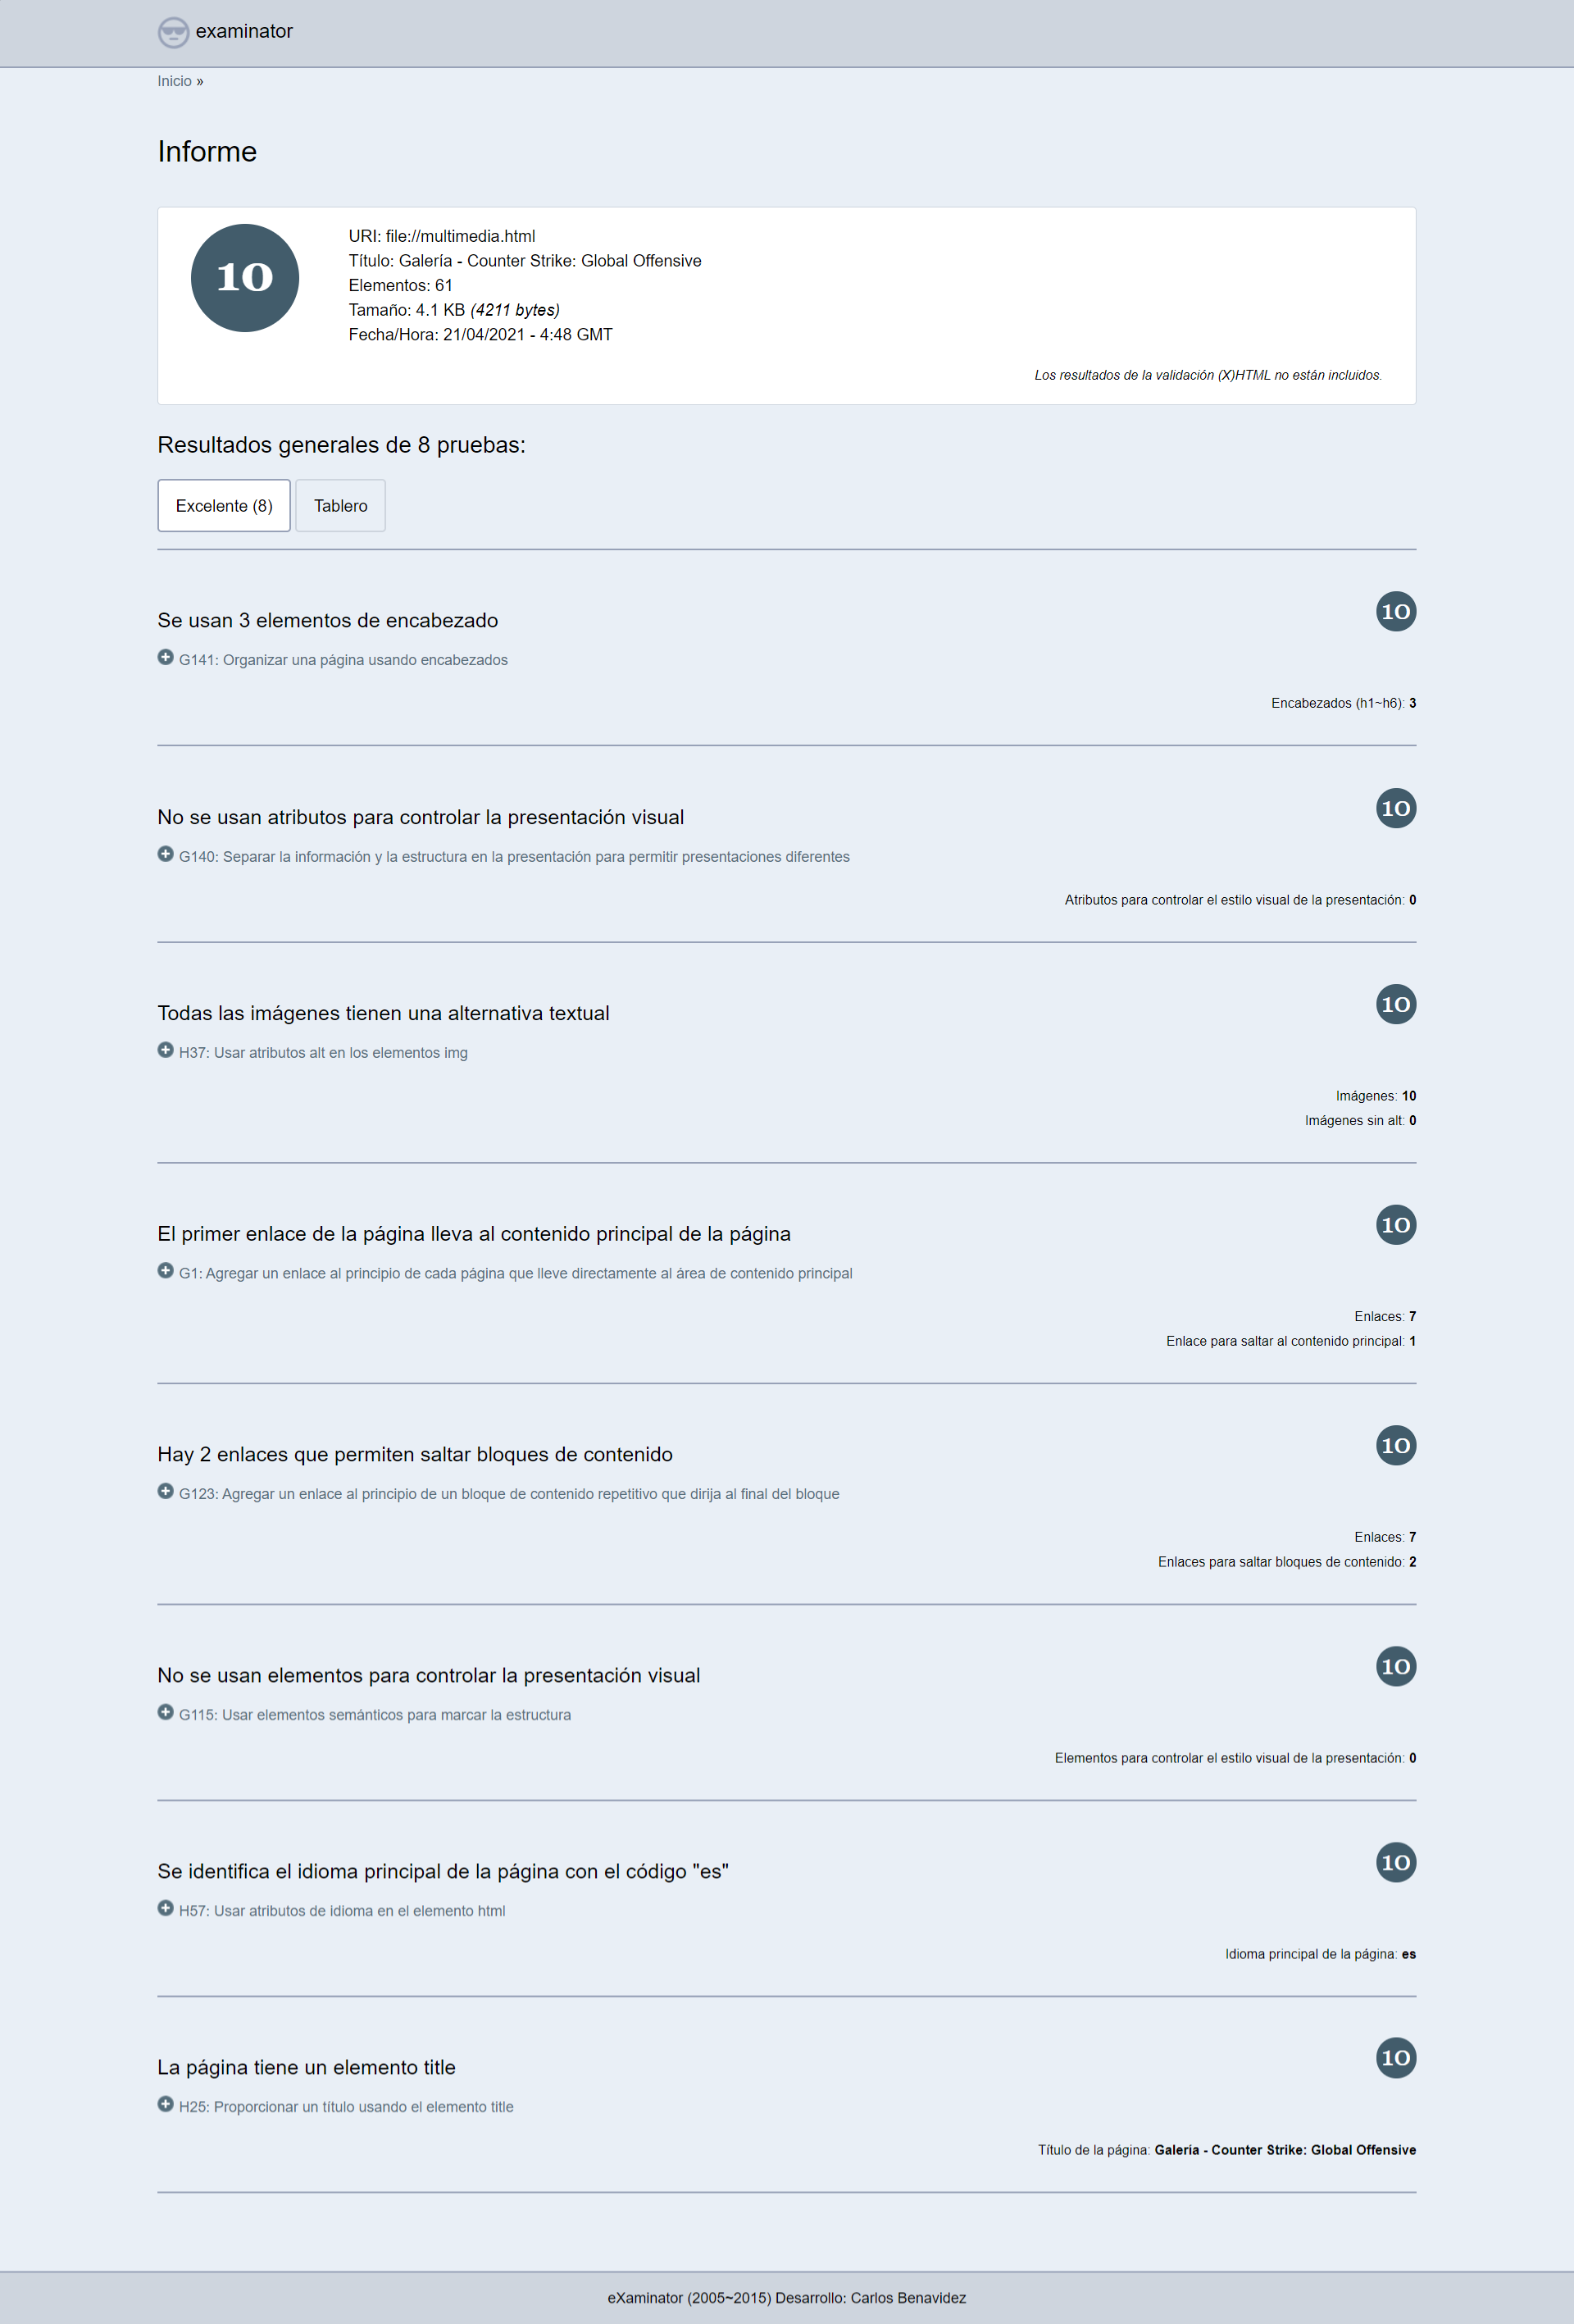 examinator
Inicio »
Informe
10
URI: file://multimedia.html
Título: Galería - Counter Strike: Global Offensive
Elementos: 61
Tamaño: 4.1 KB (4211 bytes)
Fecha/Hora: 21/04/2021 - 4:48 GMT
Los resultados de la validación (X)HTML no están incluidos.
Resultados generales de 8 pruebas:
Excelente (8) Tablero
Se usan 3 elementos de encabezado 10
G141: Organizar una página usando encabezados
Encabezados (h1~h6): 3
No se usan atributos para controlar la presentación visual 10
G140: Separar la información y la estructura en la presentación para permitir presentaciones diferentes
Atributos para controlar el estilo visual de la presentación: 0
Todas las imágenes tienen una alternativa textual 10
H37: Usar atributos alt en los elementos img
Imágenes: 10
Imágenes sin alt: 0
El primer enlace de la página lleva al contenido principal de la página 10
G1: Agregar un enlace al principio de cada página que lleve directamente al área de contenido principal
Enlaces: 7
Enlace para saltar al contenido principal: 1
Hay 2 enlaces que permiten saltar bloques de contenido 10
G123: Agregar un enlace al principio de un bloque de contenido repetitivo que dirija al final del bloque
Enlaces: 7
Enlaces para saltar bloques de contenido: 2
No se usan elementos para controlar la presentación visual 10
G115: Usar elementos semánticos para marcar la estructura
Elementos para controlar el estilo visual de la presentación: 0
Se identifica el idioma principal de la página con el código "es" 10
H57: Usar atributos de idioma en el elemento html
Idioma principal de la página: es
La página tiene un elemento title 10
H25: Proporcionar un título usando el elemento title
Título de la página: Galería - Counter Strike: Global Offensive
eXaminator (2005~2015) Desarrollo: Carlos Benavidez